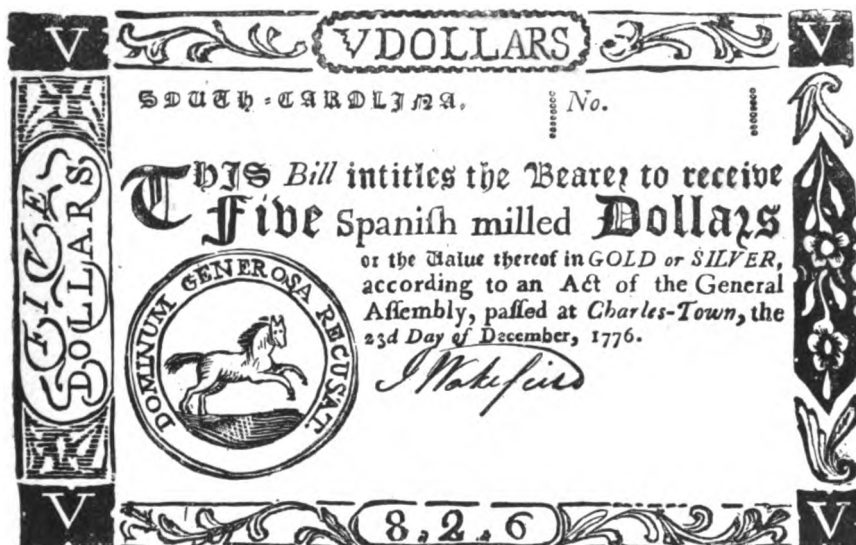 V V DOLLARS V
SOUTH-CAROLINA. No.
FIVE DOLLARS
THIS Bill intitles the Bearer to receive
Five Spaniſh milled Dollars
or the Value thereof in GOLD or SILVER,
according to an Act of the General
Aſſembly, paſſed at Charles-Town, the
23d Day of December, 1776.
DOMINUM GENEROSA RECUSAT.
J Wakefield
V 8.2.6 V